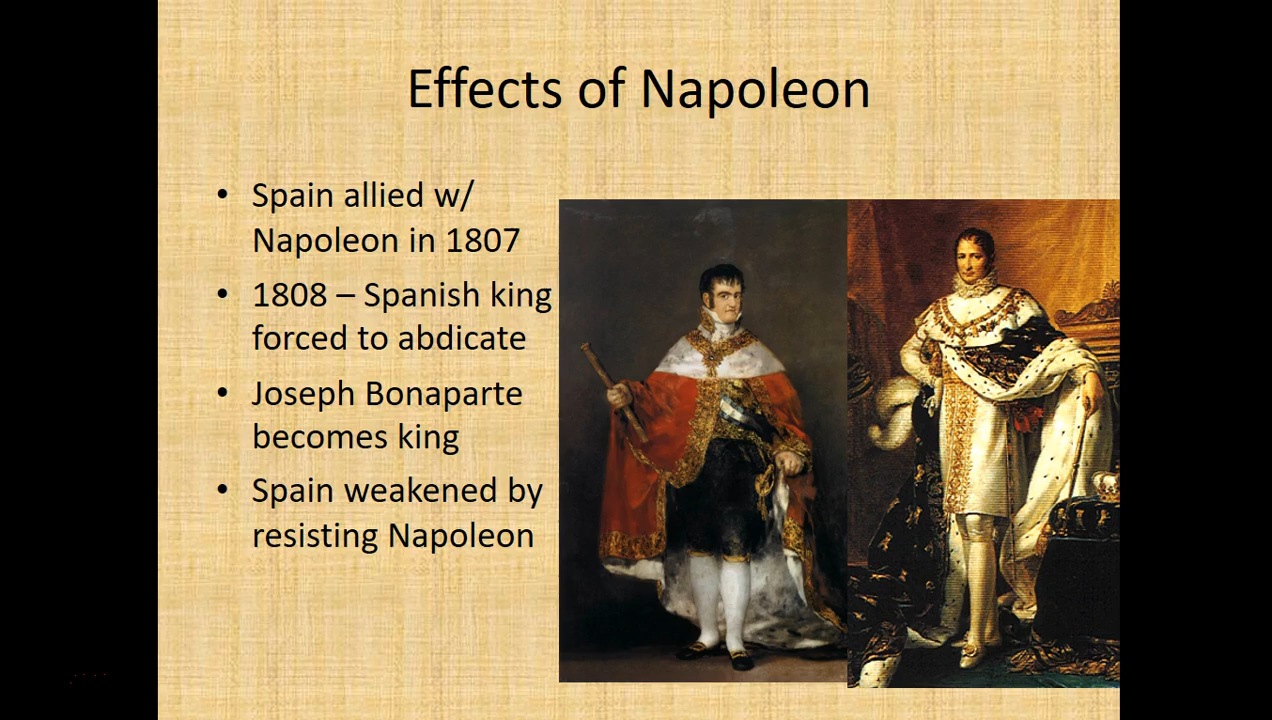 Effects of Napoleon
• Spain allied w/
Napoleon in 1807
• 1808 – Spanish king
forced to abdicate
• Joseph Bonaparte
becomes king
• Spain weakened by
resisting Napoleon